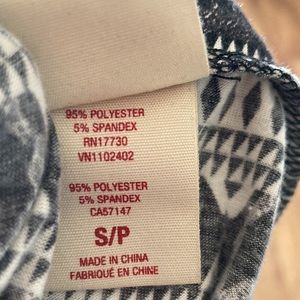 95% POLYESTER
5% SPANDEX
RN17730
VN1102402
95% POLYESTER
5% SPANDEX
CA57147
S/P
MADE IN CHINA
FABRIQUÉ EN CHINE